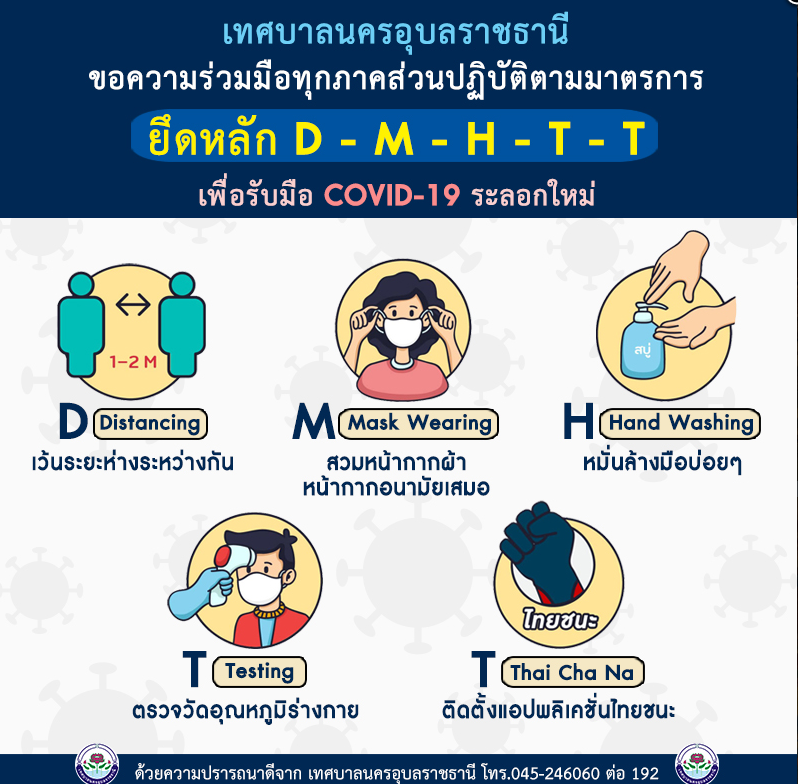 เทศบาลนครอุบลราชธานี
ขอความร่วมมือทุกภาคส่วนปฏิบัติตามมาตรการ
ยึดหลัก D - M - H - T - T
เพื่อรับมือ COVID-19 ระลอกใหม่
1-2 M
สบู่
D Distancing
เว้นระยะห่างระหว่างกัน
M Mask Wearing
สวมหน้ากากผ้า
หน้ากากอนามัยเสมอ
H Hand Washing
หมั่นล้างมือบ่อยๆ
ไทยชนะ
T Testing
ตรวจวัดอุณหภูมิร่างกาย
T Thai Cha Na
ติดตั้งแอปพลิเคชั่นไทยชนะ
ด้วยความปรารถนาดีจาก เทศบาลนครอุบลราชธานี โทร.045-246060 ต่อ 192